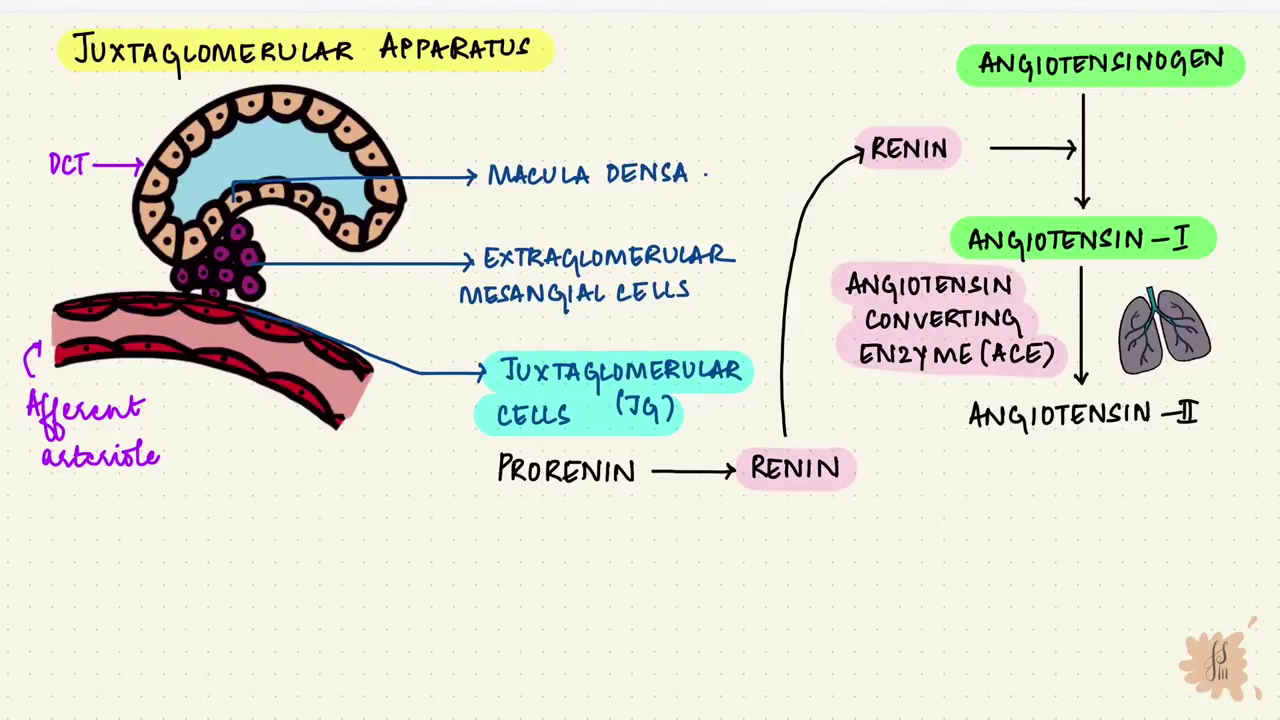 JUXTAGLOMERULAR APPARATUS
DCT
MACULA DENSA
EXTRAGLOMERULAR
MESANGIAL CELLS
Afferent
arteriole
JUXTAGLOMERULAR
CELLS (JG)
PRORENIN
RENIN
ANGIOTENSINOGEN
RENIN
ANGIOTENSIN - I
ANGIOTENSIN
CONVERTING
ENZYME (ACE)
ANGIOTENSIN - II